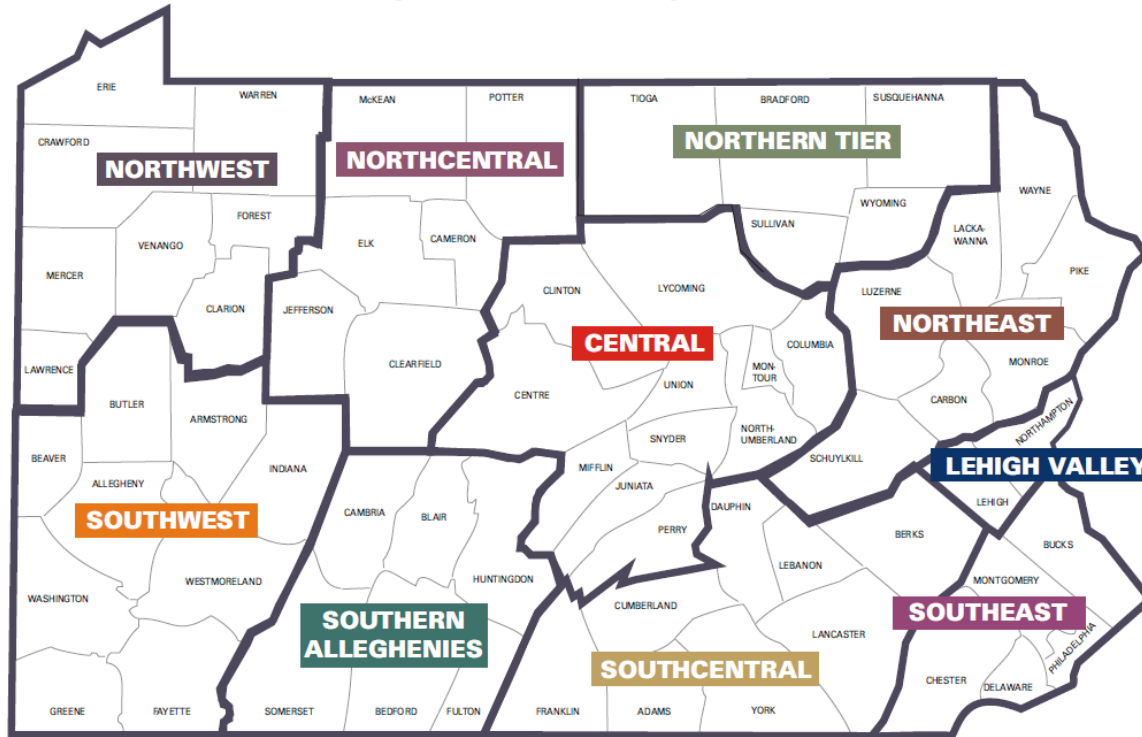 ERIE
WARREN
McKEAN
POTTER
TIOGA
BRADFORD
SUSQUEHANNA
CRAWFORD
NORTHWEST
NORTHCENTRAL
NORTHERN TIER
WAYNE
FOREST
VENANGO
ELK
CAMERON
SULLIVAN
WYOMING
LACKA-
WANNA
MERCER
PIKE
CLARION
JEFFERSON
CLINTON
LYCOMING
LUZERNE
NORTHEAST
CENTRAL
COLUMBIA
LAWRENCE
CLEARFIELD
MON-
TOUR
MONROE
BUTLER
ARMSTRONG
CENTRE
UNION
CARBON
NORTHAMPTON
BEAVER
INDIANA
SNYDER
NORTH-
UMBERLAND
SCHUYLKILL
MIFFLIN
LEHIGH VALLEY
ALLEGHENY
JUNIATA
LEHIGH
SOUTHWEST
CAMBRIA
BLAIR
PERRY
DAUPHIN
BERKS
BUCKS
WASHINGTON
WESTMORELAND
HUNTINGDON
LEBANON
MONTGOMERY
SOUTHERN
ALLEGHENIES
CUMBERLAND
LANCASTER
SOUTHEAST
PHILADELPHIA
SOUTHCENTRAL
CHESTER
DELAWARE
GREENE
FAYETTE
SOMERSET
BEDFORD
FULTON
FRANKLIN
ADAMS
YORK